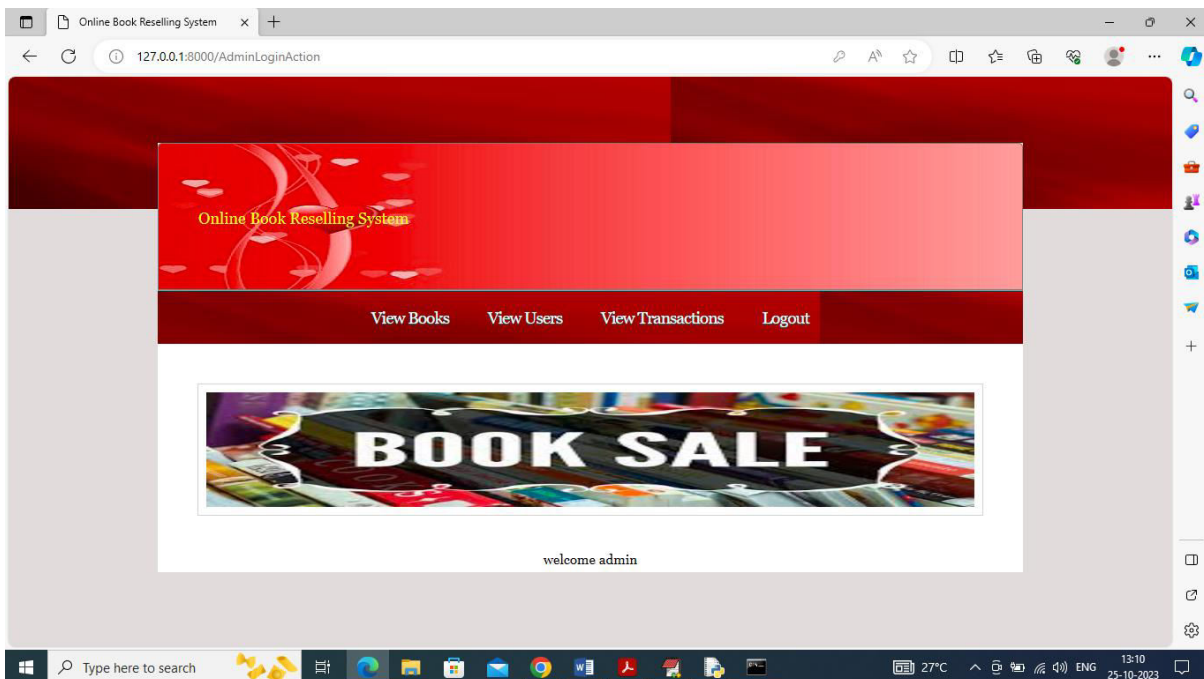 Online Book Reselling System
127.0.0.1:8000/AdminLoginAction
Online Book Reselling System
View Books View Users View Transactions Logout
BOOK SALE
welcome admin
Type here to search
27°C
ENG
13:10
25-10-2023